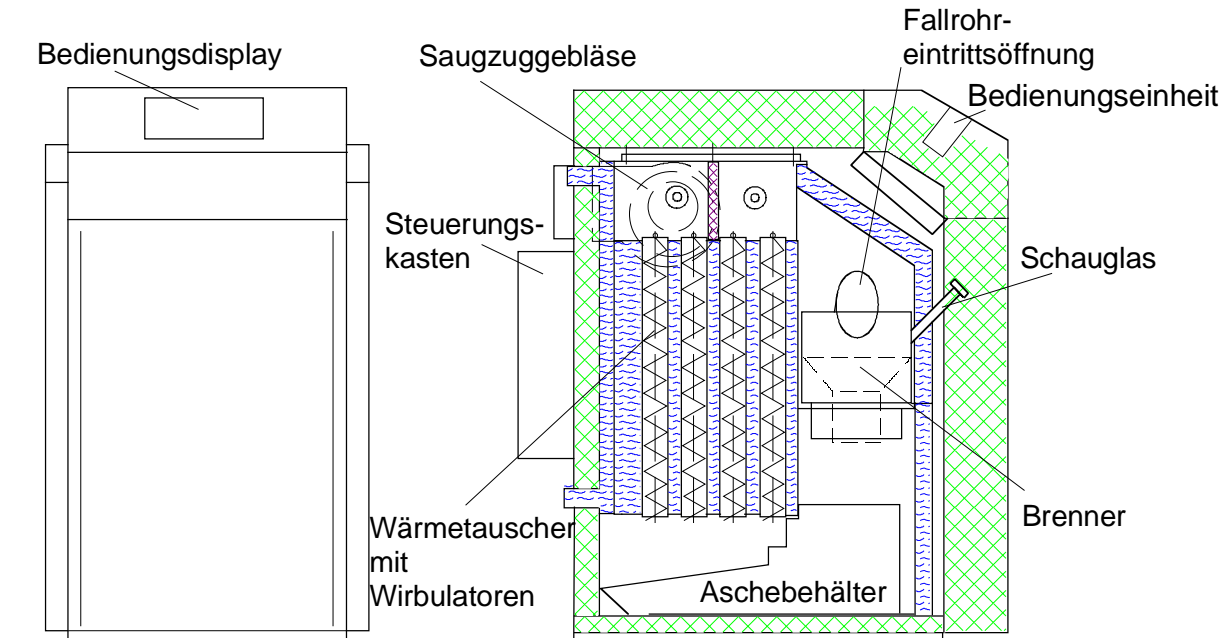 Bedienungsdisplay
Saugzuggebläse
Fallrohr-
eintrittsöffnung
Bedienungseinheit
Steuerungs-
kasten
Schauglas
Wärmetauscher
mit
Wirbulatoren
Aschebehälter
Brenner